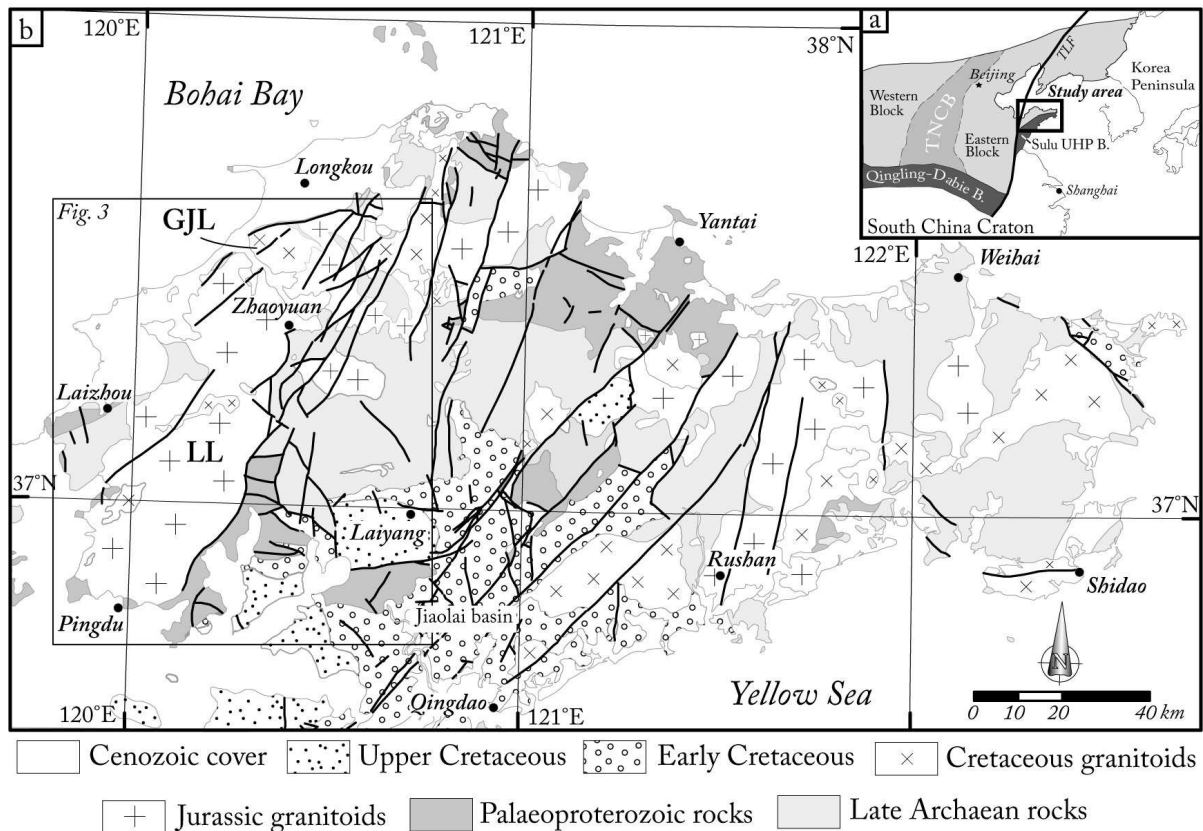 b
120°E
121°E
38°N
Bohai Bay
Longkou
Fig. 3
GJL
Zhaoyuan
Yantai
122°E
Weihai
Laizhou
LL
37°N
37°N
Laiyang
Rushan
Shidao
Pingdu
Jiaolai basin
N
Qingdao
Yellow Sea
120°E
121°E
0 10 20 40 km
a
TLF
Beijing
Korea
Peninsula
Western
Block
TNCB
Study area
Eastern
Block
Sulu UHP B.
Qingling-Dabie B.
Shanghai
South China Craton
Cenozoic cover
Upper Cretaceous
Early Cretaceous
Cretaceous granitoids
Jurassic granitoids
Palaeoproterozoic rocks
Late Archaean rocks